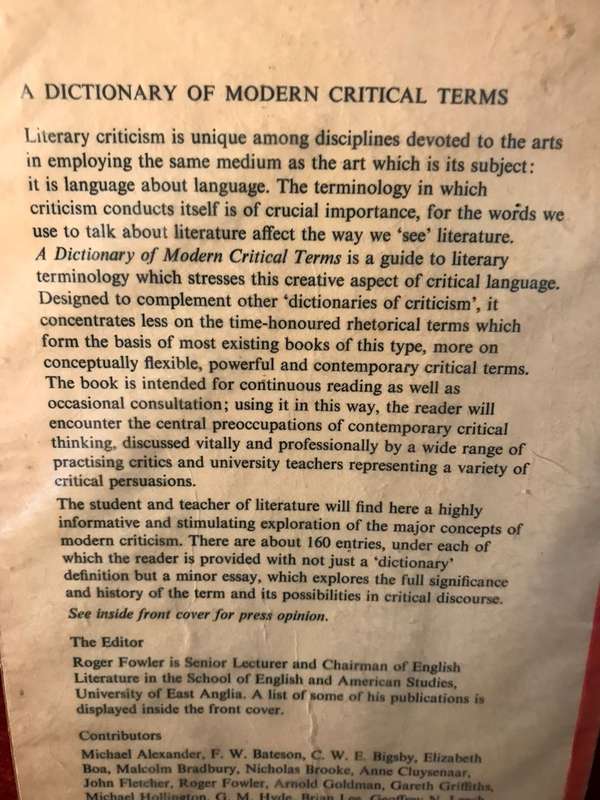 A DICTIONARY OF MODERN CRITICAL TERMS
Literary criticism is unique among disciplines devoted to the arts
in employing the same medium as the art which is its subject:
it is language about language. The terminology in which
criticism conducts itself is of crucial importance, for the words we
use to talk about literature affect the way we ‘see’ literature.
A Dictionary of Modern Critical Terms is a guide to literary
terminology which stresses this creative aspect of critical language.
Designed to complement other ‘dictionaries of criticism’, it
concentrates less on the time-honoured rhetorical terms which
form the basis of most existing books of this type, more on
conceptually flexible, powerful and contemporary critical terms.
The book is intended for continuous reading as well as
occasional consultation; using it in this way, the reader will
encounter the central preoccupations of contemporary critical
thinking, discussed vitally and professionally by a wide range of
practising critics and university teachers representing a variety of
critical persuasions.
The student and teacher of literature will find here a highly
informative and stimulating exploration of the major concepts of
modern criticism. There are about 160 entries, under each of
which the reader is provided with not just a ‘dictionary’
definition but a minor essay, which explores the full significance
and history of the term and its possibilities in critical discourse.
See inside front cover for press opinion.
The Editor
Roger Fowler is Senior Lecturer and Chairman of English
Literature in the School of English and American Studies,
University of East Anglia. A list of some of his publications is
displayed inside the front cover.
Contributors
Michael Alexander, F. W. Bateson, C. W. E. Bigsby, Elizabeth
Boa, Malcolm Bradbury, Nicholas Brooke, Anne Cluysenaar,
John Fletcher, Roger Fowler, Arnold Goldman, Gareth Griffiths,
Michael Hollington, G. M. Hyde, Brian Lee, Geoffrey N.